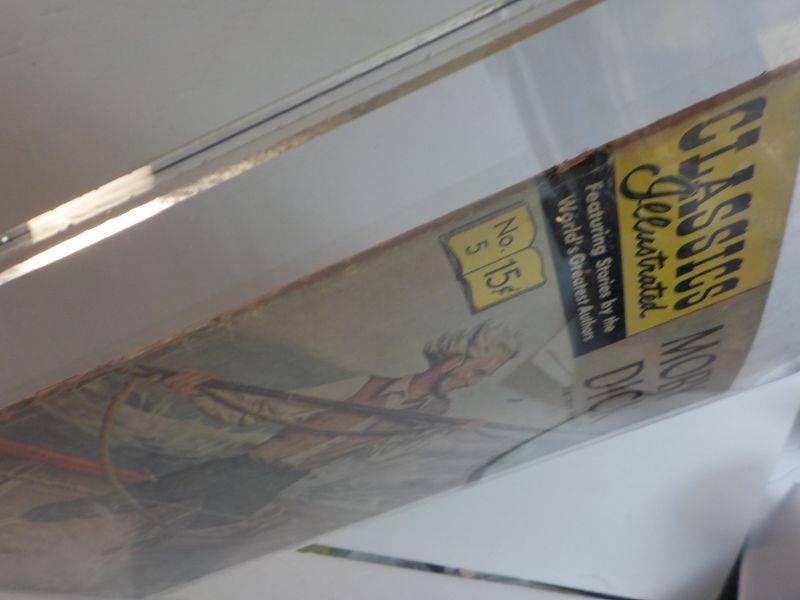 CLASSICS
Illustrated
Featuring Stories by the
World's Greatest Authors
No.
5
15¢
MOBY
DICK